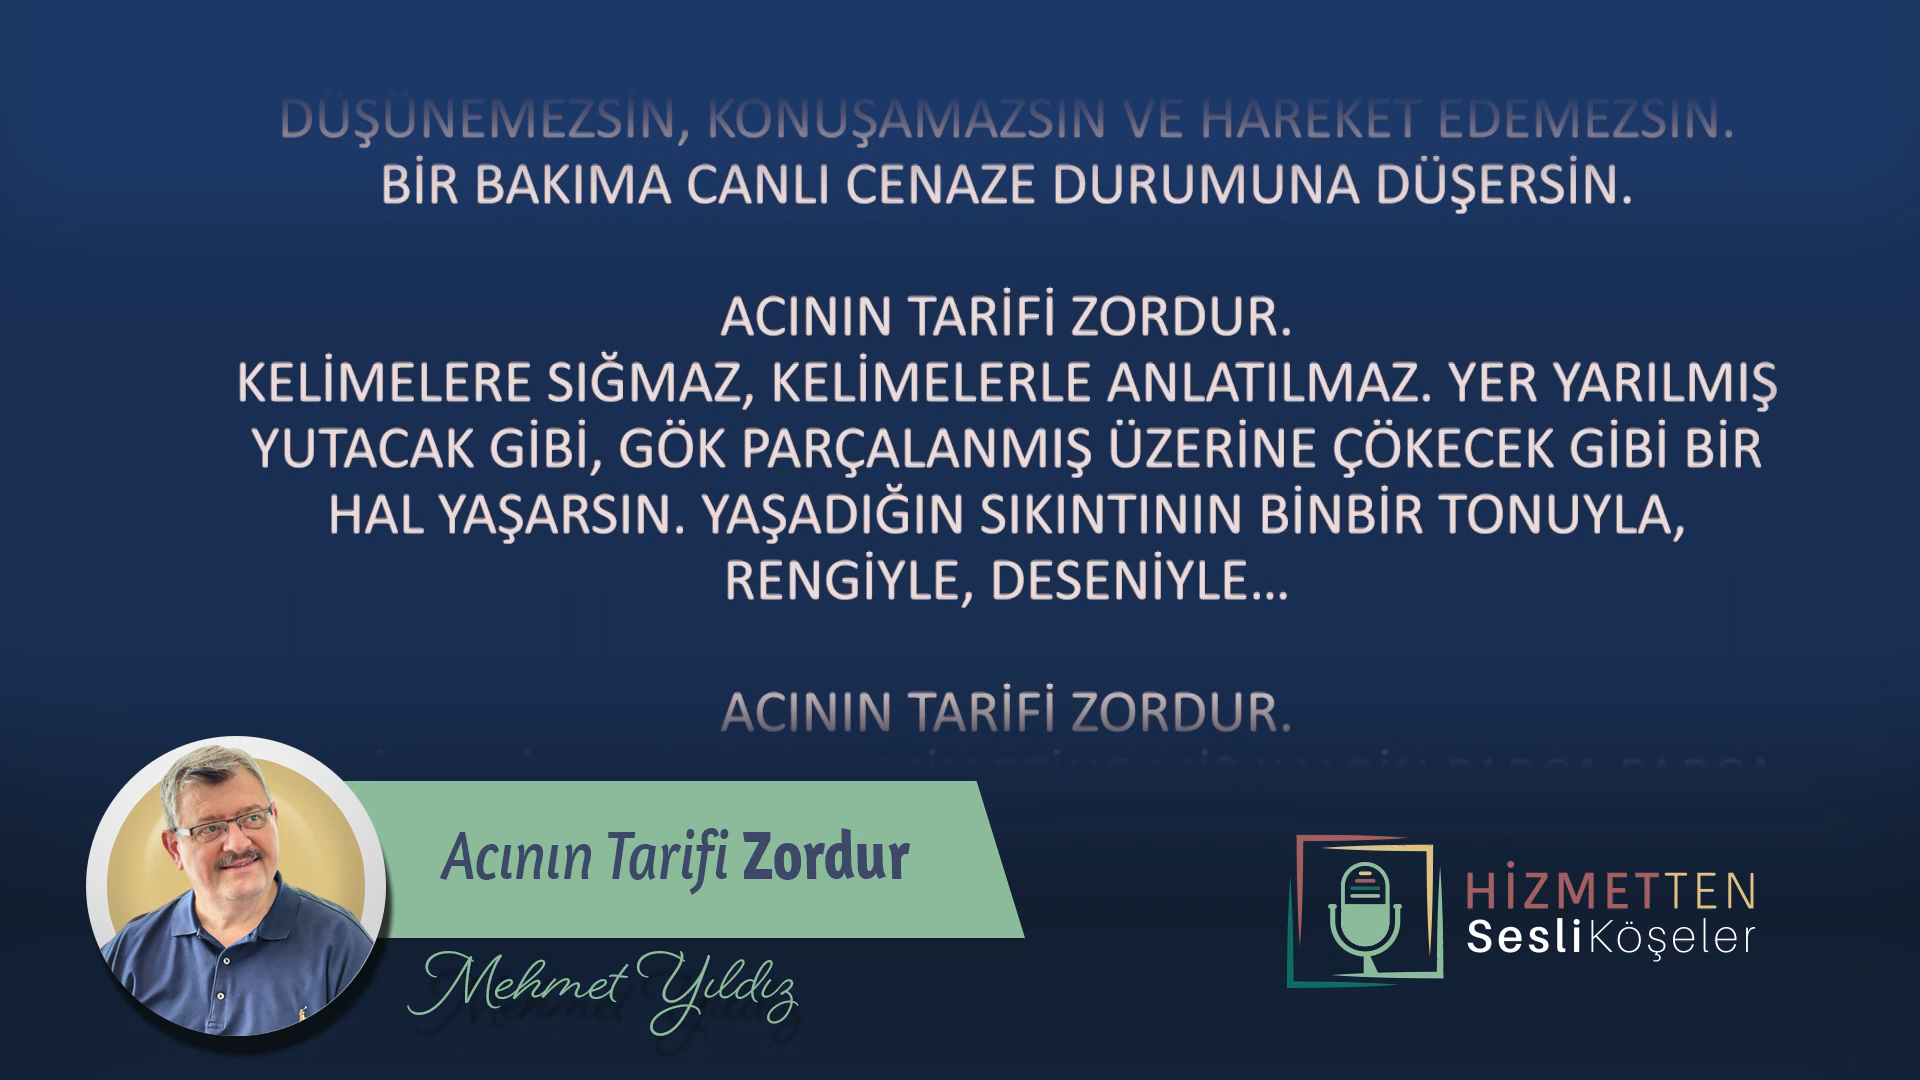 DÜŞÜNEMEZSİN, KONUŞAMAZSIN VE HAREKET EDEMEZSİN.
BİR BAKIMA CANLI CENAZE DURUMUNA DÜŞERSİN.
ACININ TARİFİ ZORDUR.
KELİMELERE SIĞMAZ, KELİMELERLE ANLATILMAZ. YER YARILMIŞ
YUTACAK GİBİ, GÖK PARÇALANMIŞ ÜZERİNE ÇÖKECEK GİBİ BİR
HAL YAŞARSIN. YAŞADIĞIN SIKINTININ BİNBİR TONUYLA,
RENGİYLE, DESENİYLE...
ACININ TARİFİ ZORDUR.
Acının Tarifi Zordur
Mehmet Yıldız
HİZMETTEN
SesliKöşeler